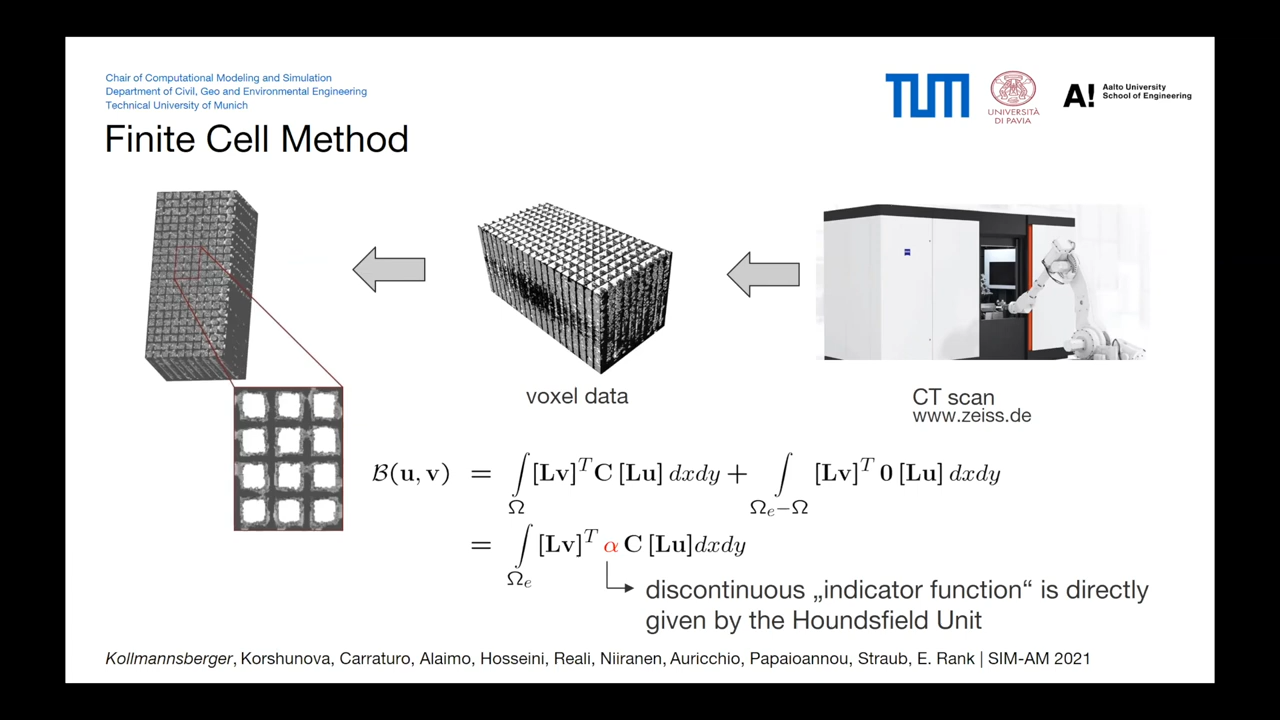 Chair of Computational Modeling and Simulation
Department of Civil, Geo and Environmental Engineering
Technical University of Munich
TUM
UNIVERSITÀ
DI PAVIA
A!
Aalto University
School of Engineering
Finite Cell Method
voxel data
CT scan
www.zeiss.de
ℬ(𝐮, 𝐯) = ∫_Ω [𝐋𝐯]^T 𝐂 [𝐋𝐮] dxdy + ∫_{Ω_e−Ω} [𝐋𝐯]^T 𝟎 [𝐋𝐮] dxdy
= ∫_{Ω_e} [𝐋𝐯]^T α 𝐂 [𝐋𝐮]dxdy
discontinuous „indicator function“ is directly
given by the Houndsfield Unit
Kollmannsberger, Korshunova, Carraturo, Alaimo, Hosseini, Reali, Niiranen, Auricchio, Papaioannou, Straub, E. Rank | SIM-AM 2021